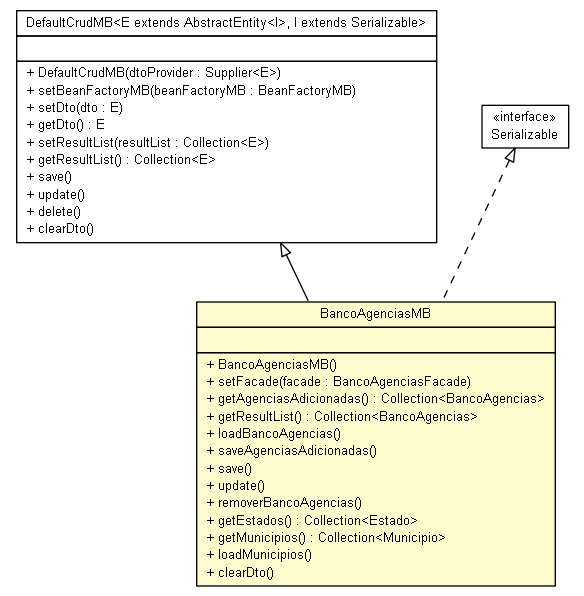 DefaultCrudMB<E extends AbstractEntity<I>, I extends Serializable>
+ DefaultCrudMB(dtoProvider : Supplier<E>)
+ setBeanFactoryMB(beanFactoryMB : BeanFactoryMB)
+ setDto(dto : E)
+ getDto() : E
+ setResultList(resultList : Collection<E>)
+ getResultList() : Collection<E>
+ save()
+ update()
+ delete()
+ clearDto()
«interface»
Serializable
BancoAgenciasMB
+ BancoAgenciasMB()
+ setFacade(facade : BancoAgenciasFacade)
+ getAgenciasAdicionadas() : Collection<BancoAgencias>
+ getResultList() : Collection<BancoAgencias>
+ loadBancoAgencias()
+ saveAgenciasAdicionadas()
+ save()
+ update()
+ removerBancoAgencias()
+ getEstados() : Collection<Estado>
+ getMunicipios() : Collection<Municipio>
+ loadMunicipios()
+ clearDto()